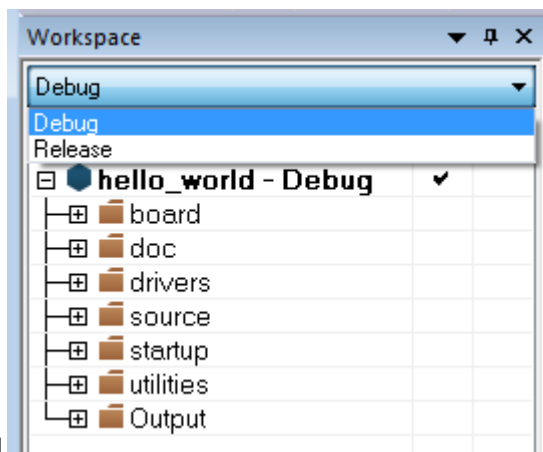 Workspace
Debug
Debug
Release
hello_world - Debug
board
doc
drivers
source
startup
utilities
Output